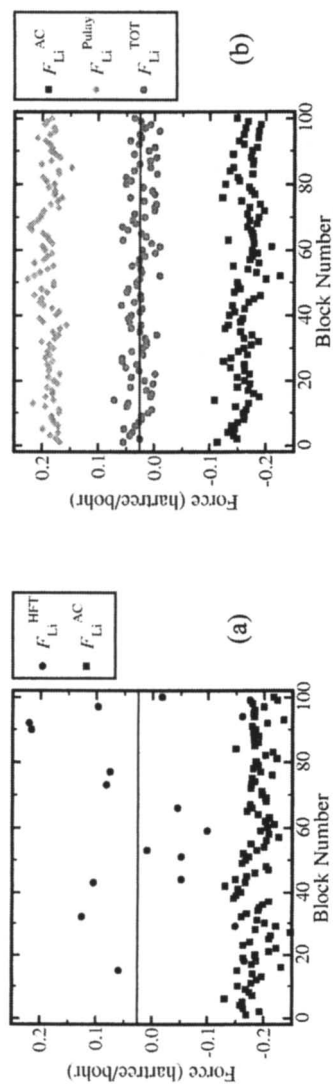 F_Li^HFT
F_Li^AC
0.2
0.1
0.0
-0.1
-0.2
Force (hartree/bohr)
(a)
0 20 40 60 80 100
Block Number
F_Li^AC
F_Li^Pulay
F_Li^TOT
0.2
0.1
0.0
-0.1
-0.2
Force (hartree/bohr)
(b)
0 20 40 60 80 100
Block Number